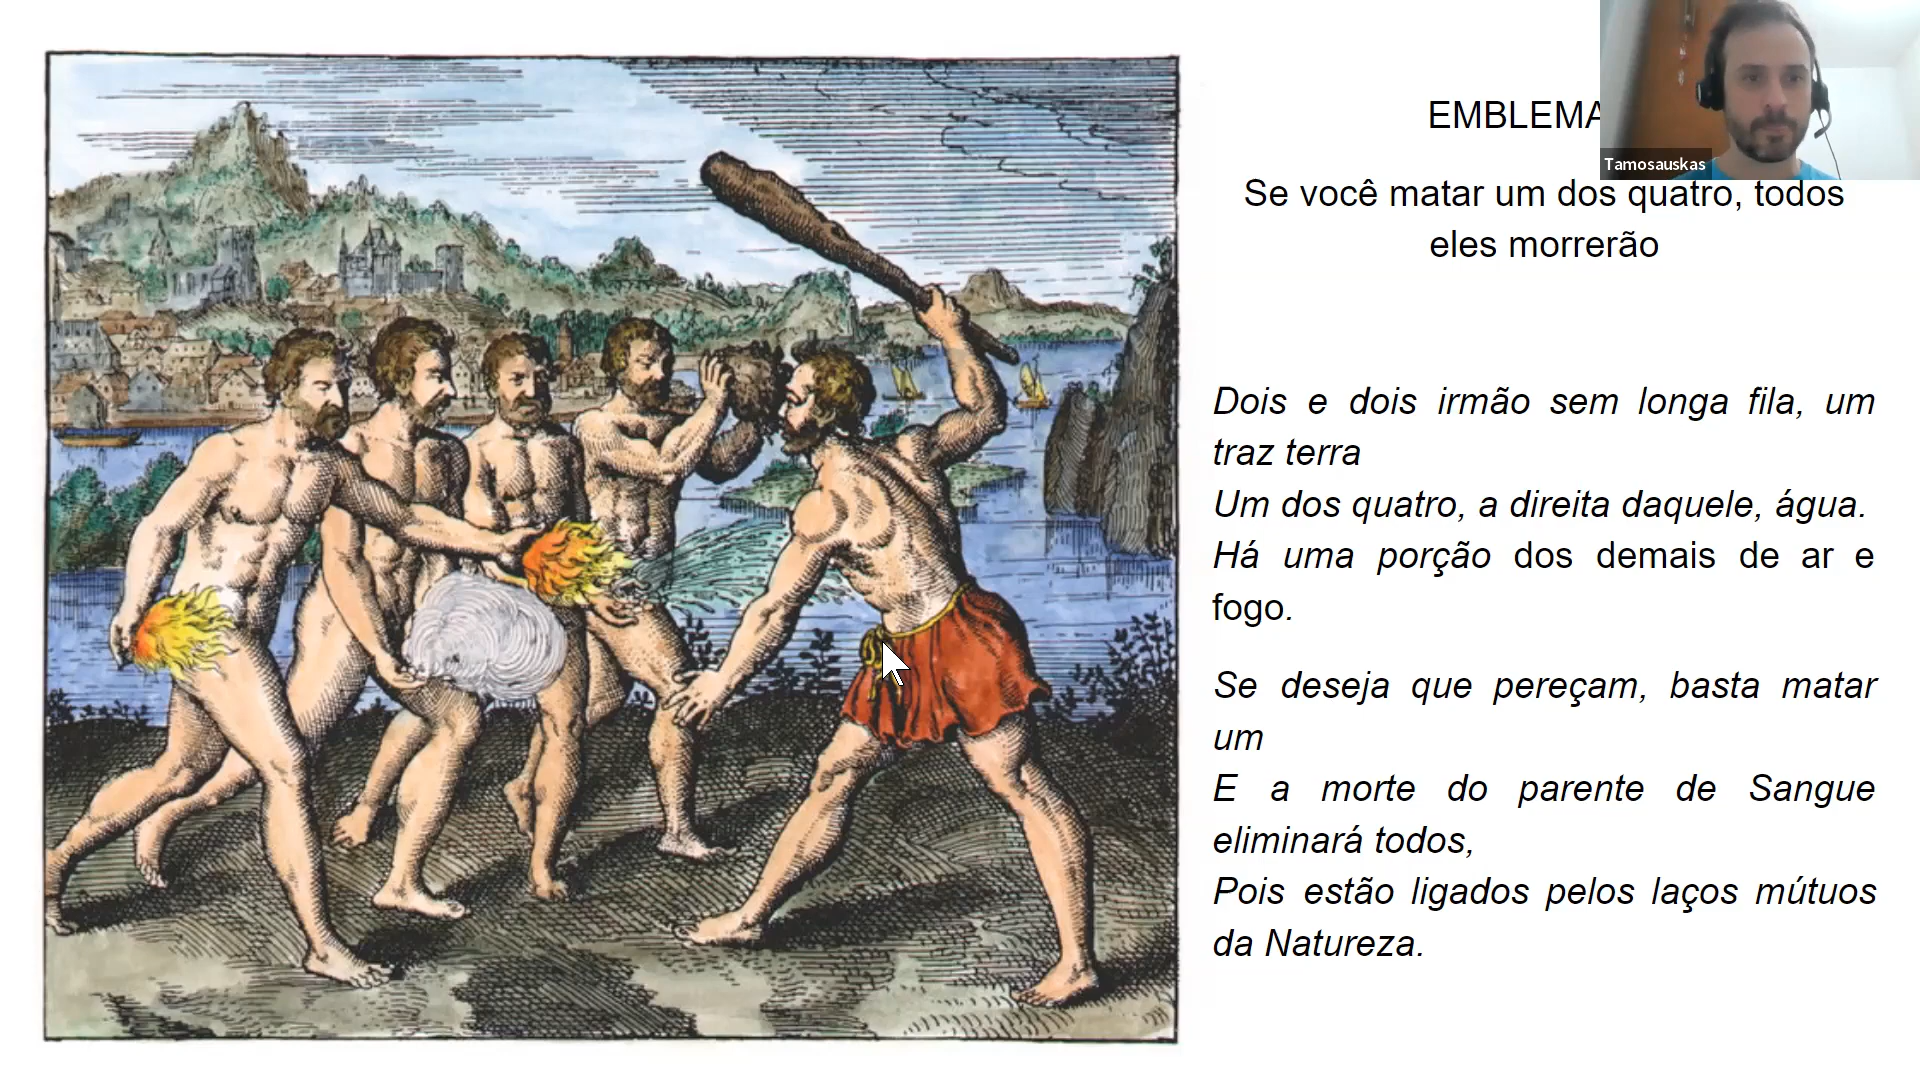 EMBLEMA
Tamosauskas
Se você matar um dos quatro, todos
eles morrerão
Dois e dois irmão sem longa fila, um
traz terra
Um dos quatro, a direita daquele, água.
Há uma porção dos demais de ar e
fogo.
Se deseja que pereçam, basta matar
um
E a morte do parente de Sangue
eliminará todos,
Pois estão ligados pelos laços mútuos
da Natureza.